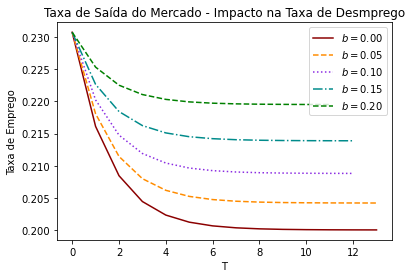 Taxa de Saída do Mercado - Impacto na Taxa de Desmprego
0.230
0.225
0.220
0.215
0.210
0.205
0.200
Taxa de Emprego
b = 0.00
b = 0.05
b = 0.10
b = 0.15
b = 0.20
0 2 4 6 8 10 12
T